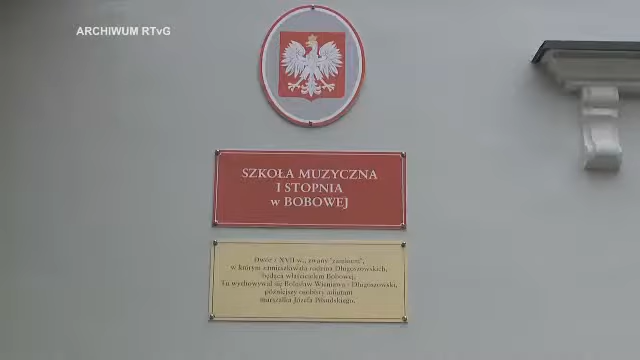 ARCHIWUM RTvG
SZKOŁA MUZYCZNA
I STOPNIA
w BOBOWEJ
Dwór z XVII w., zwany "zamkiem",
w którym zamieszkiwała rodzina Długoszowskich,
będąca właścicielem Bobowej.
Tu wychowywał się Bolesław Wieniawa - Długoszowski,
późniejszy osobisty adiutant
marszałka Józefa Piłsudskiego.